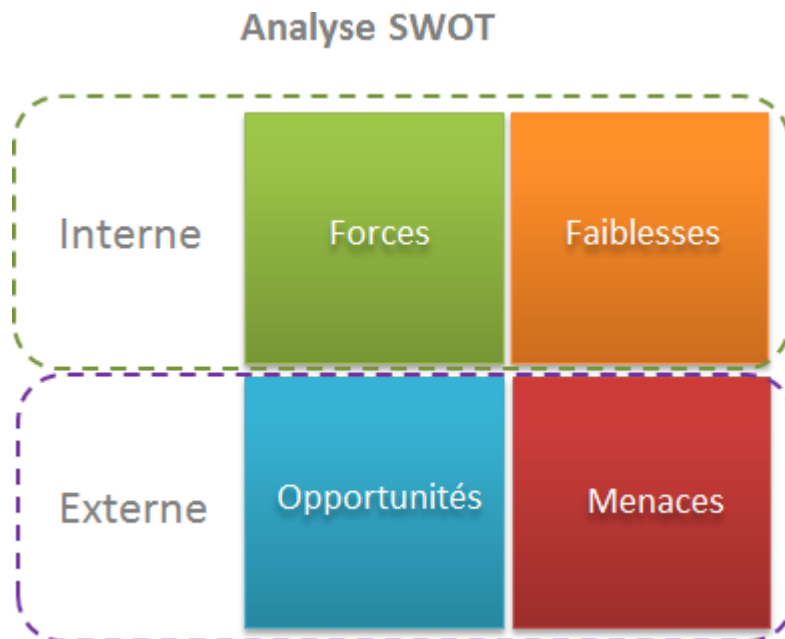 Analyse SWOT
Interne
Forces
Faiblesses
Externe
Opportunités
Menaces